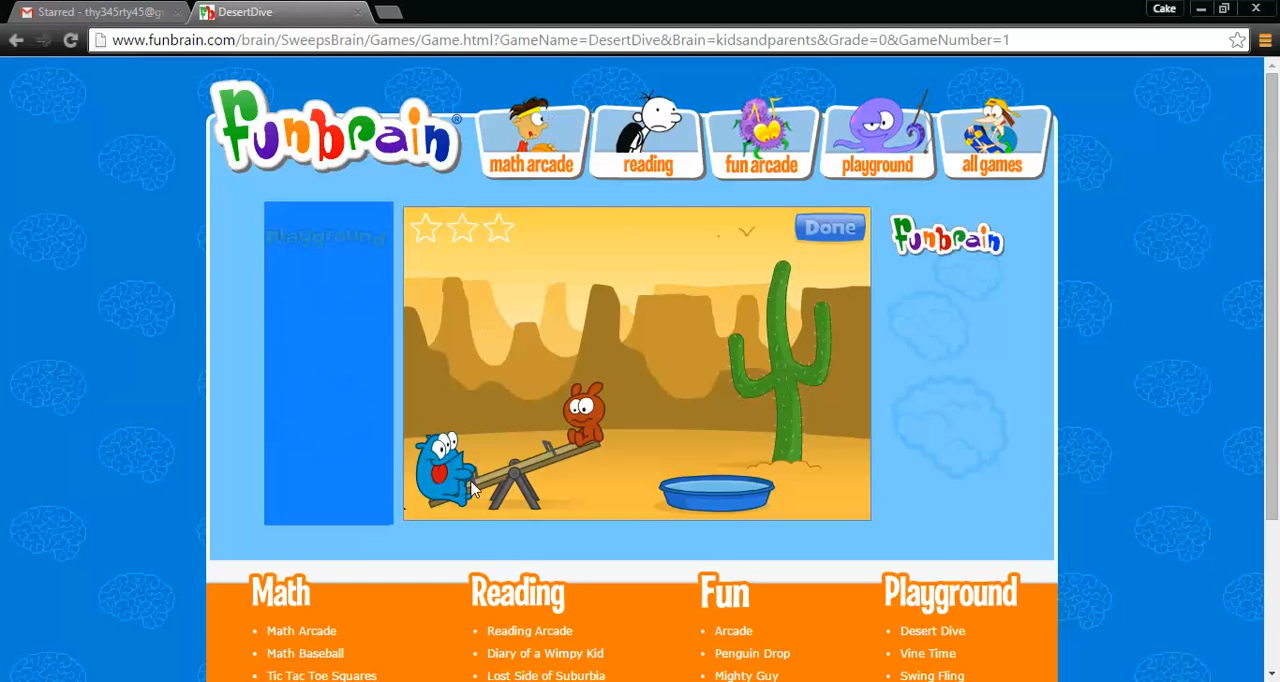 Starred - thy345rty45@g
DesertDive
Cake
www.funbrain.com/brain/SweepsBrain/Games/Game.html?GameName=DesertDive&Brain=kidsandparents&Grade=0&GameNumber=1
funbrain®
math arcade
reading
fun arcade
playground
all games
playground
Done
funbrain
Math
Reading
Fun
Playground
• Math Arcade
• Reading Arcade
• Arcade
• Desert Dive
• Math Baseball
• Diary of a Wimpy Kid
• Penguin Drop
• Vine Time
• Tic Tac Toe Squares
• Lost Side of Suburbia
• Mighty Guy
• Swing Fling